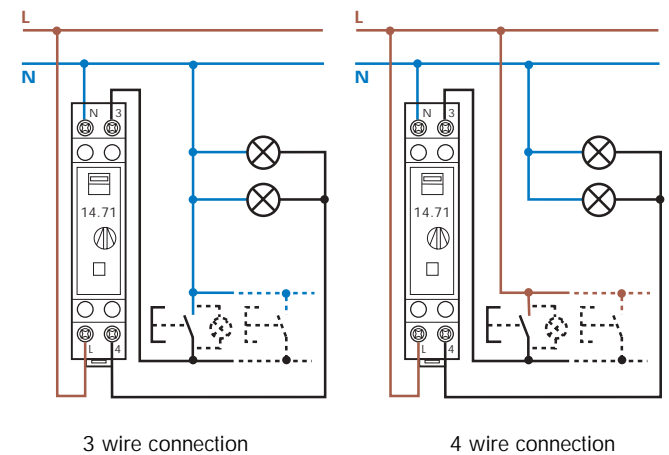 L
N
N 3
14.71
L 4
3 wire connection
L
N
N 3
14.71
L 4
4 wire connection